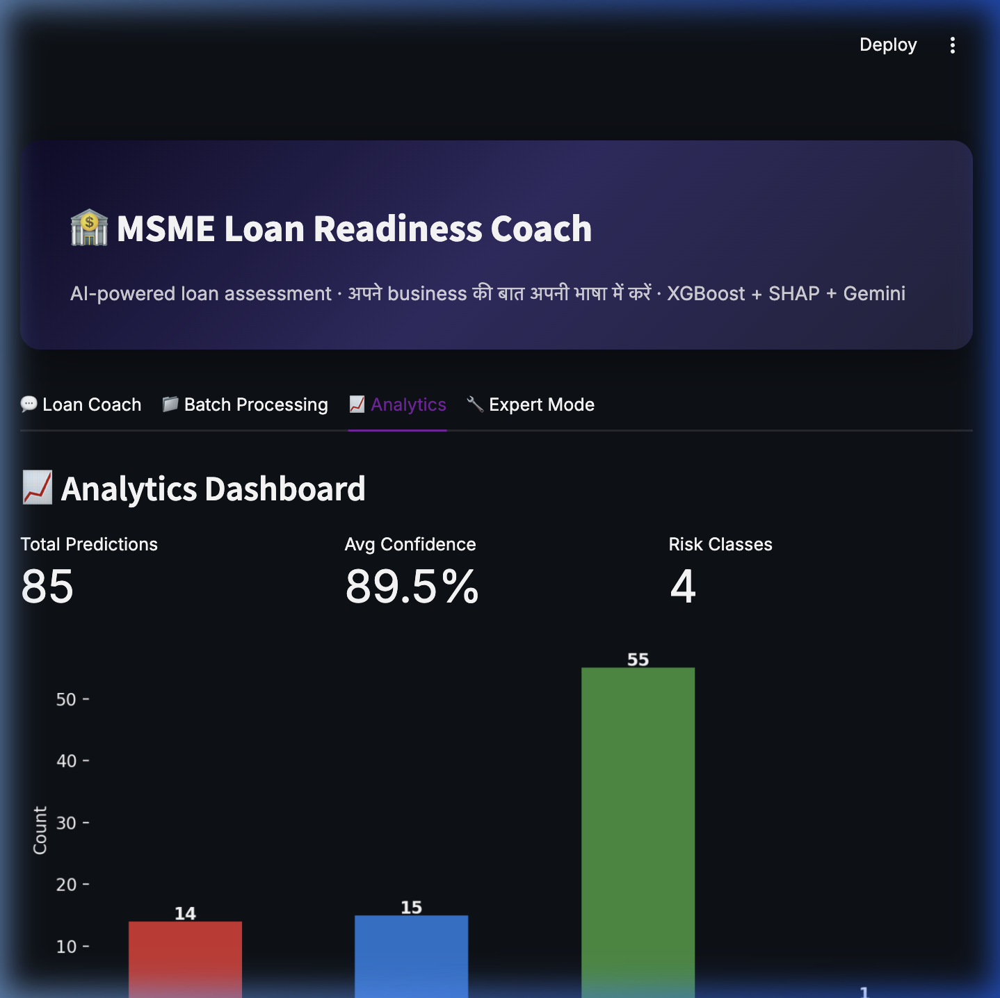 Deploy
MSME Loan Readiness Coach
AI-powered loan assessment · अपने business की बात अपनी भाषा में करें · XGBoost + SHAP + Gemini
Loan Coach Batch Processing Analytics Expert Mode
Analytics Dashboard
Total Predictions Avg Confidence Risk Classes
85 89.5% 4
55
50
40
30
Count
20
14 15
10
1